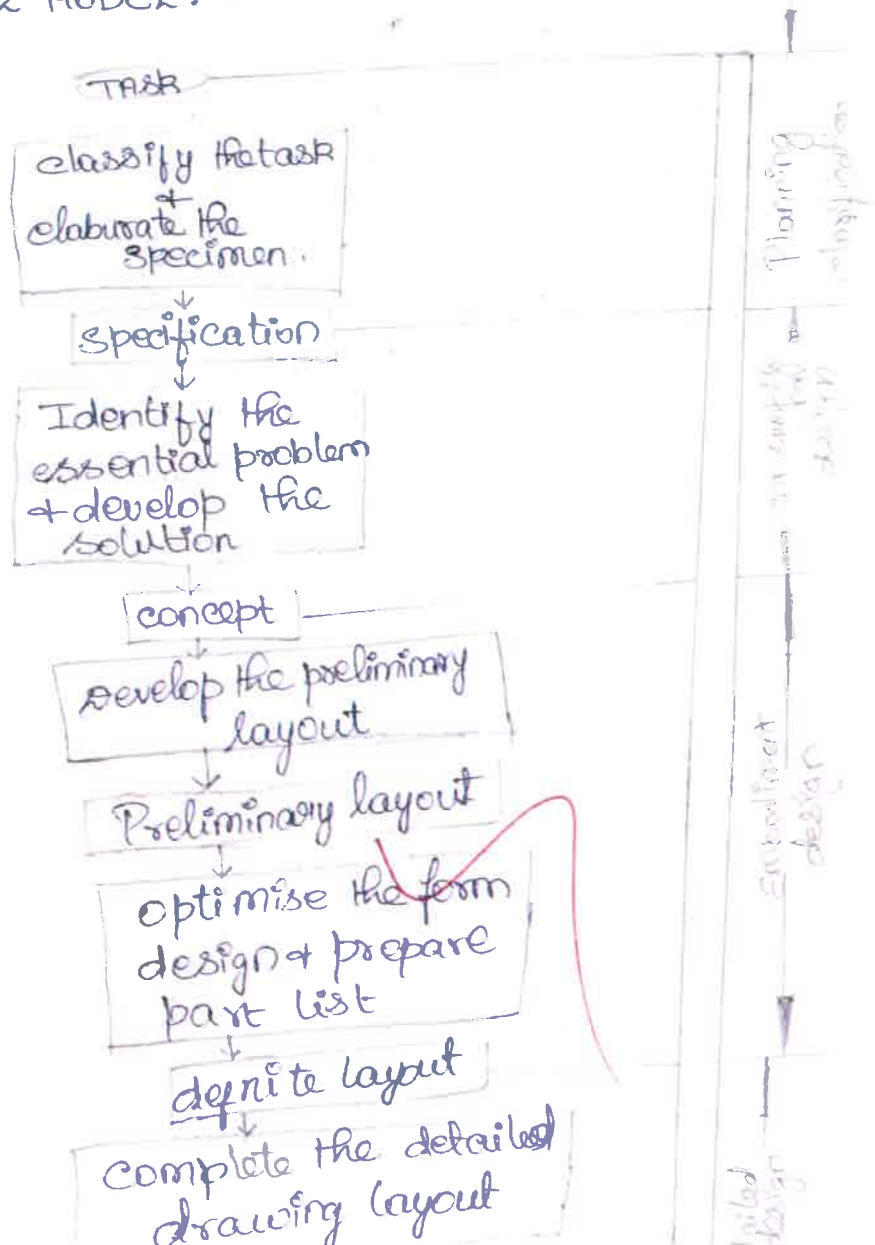 MODEL:
TASK
classify the task
&
elaburate the
specimen.
specification
Identify the
essential problem
& develop the
solution
concept
Develop the preliminary
layout
Preliminary layout
optimise the form
design & prepare
part list
definite layout
complete the detailed
drawing layout
Planning
Embodiment
design